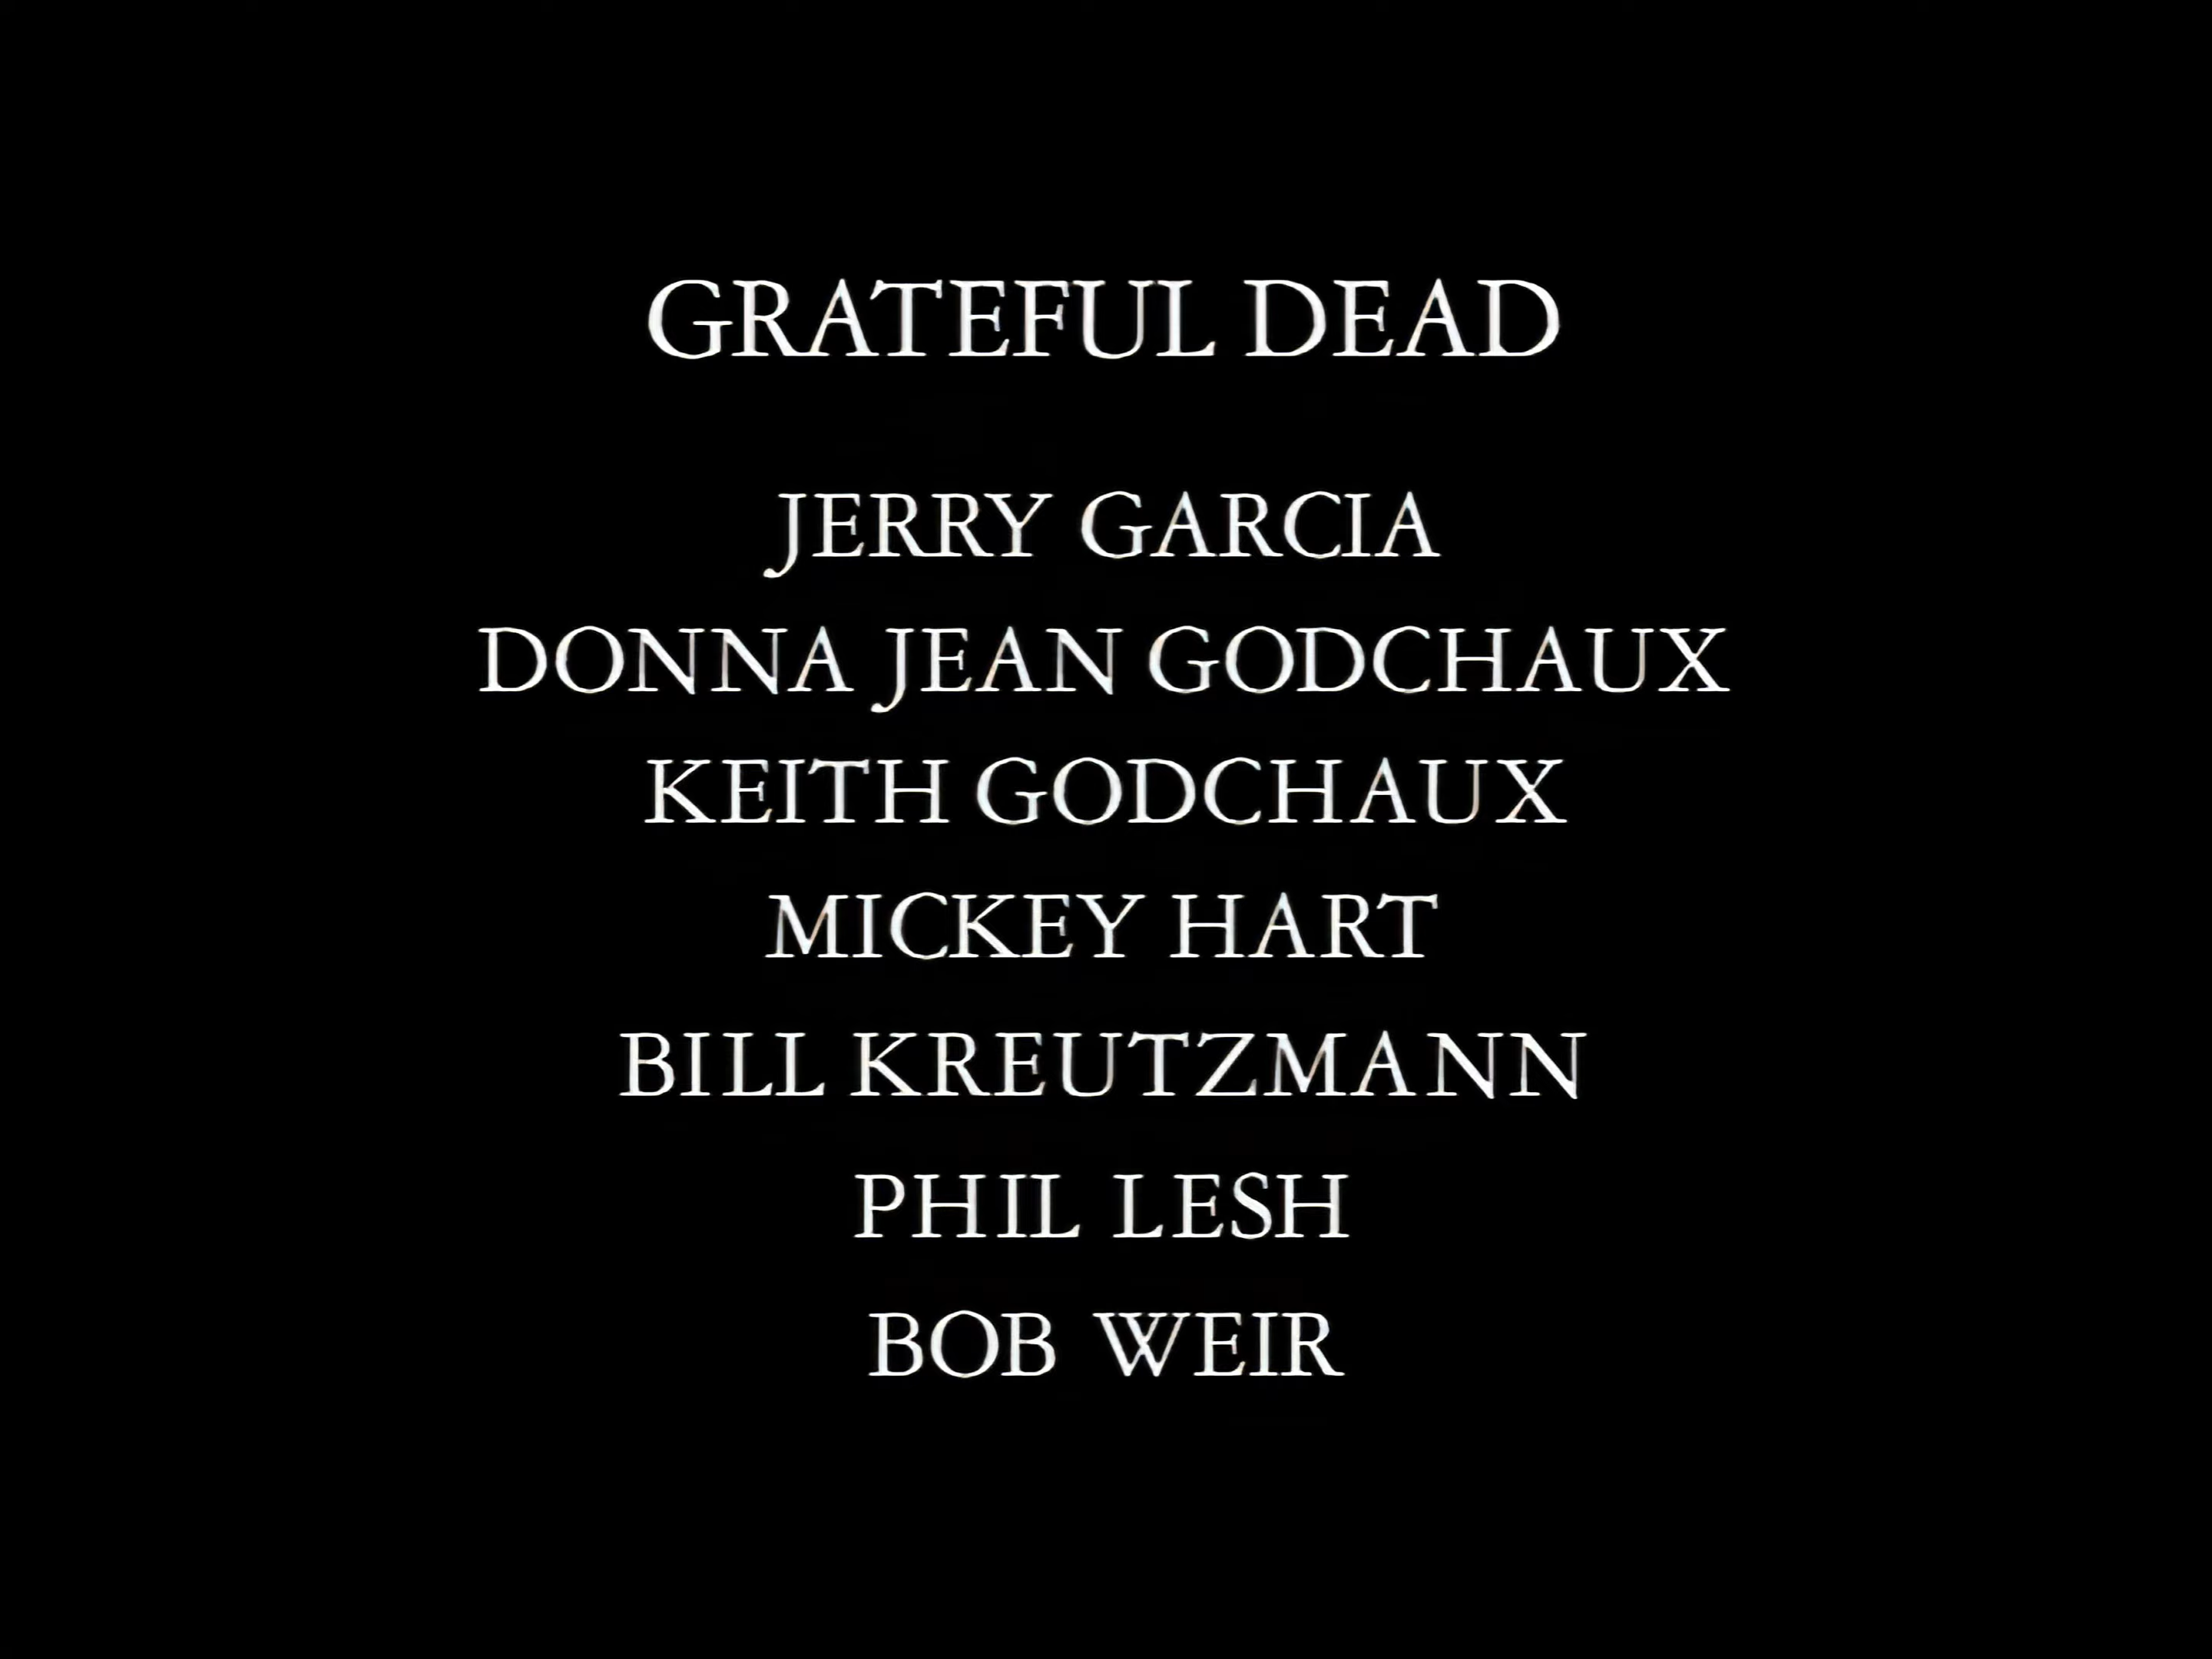 GRATEFUL DEAD
JERRY GARCIA
DONNA JEAN GODCHAUX
KEITH GODCHAUX
MICKEY HART
BILL KREUTZMANN
PHIL LESH
BOB WEIR